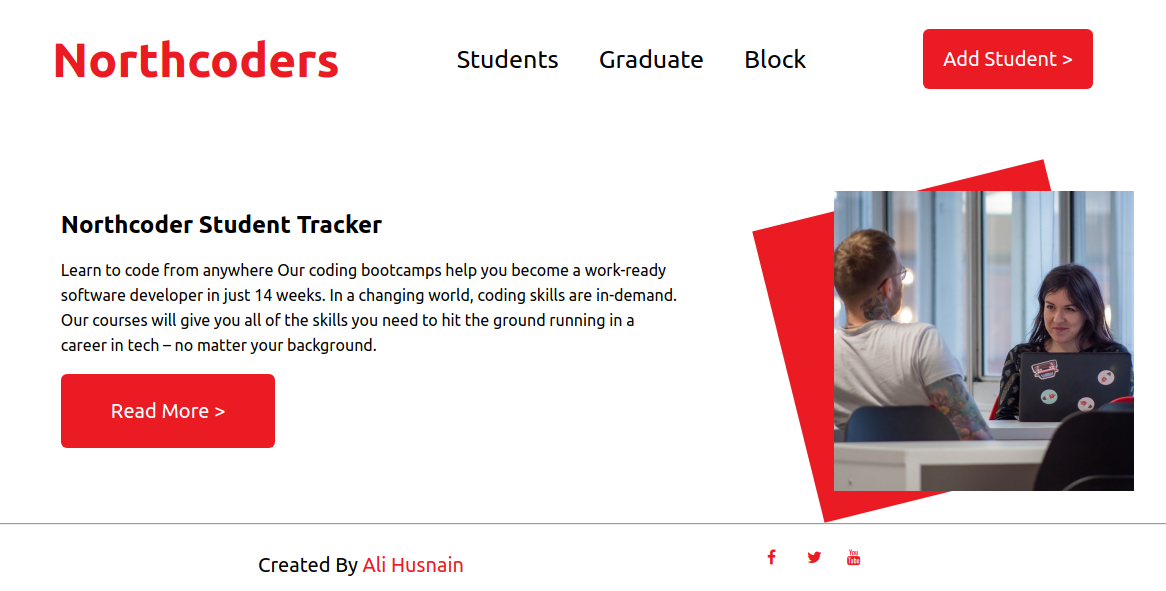 Northcoders
Students Graduate Block
Add Student >
Northcoder Student Tracker
Learn to code from anywhere Our coding bootcamps help you become a work-ready
software developer in just 14 weeks. In a changing world, coding skills are in-demand.
Our courses will give you all of the skills you need to hit the ground running in a
career in tech – no matter your background.
Read More >
Created By Ali Husnain
You
Tube